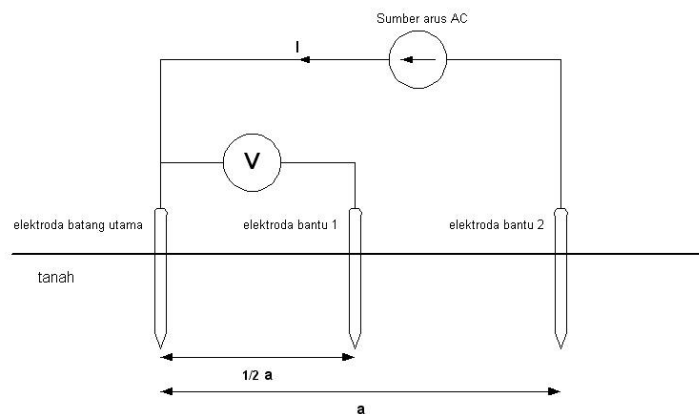 Sumber arus AC
I
V
elektroda batang utama
elektroda bantu 1
elektroda bantu 2
tanah
1/2 a
a